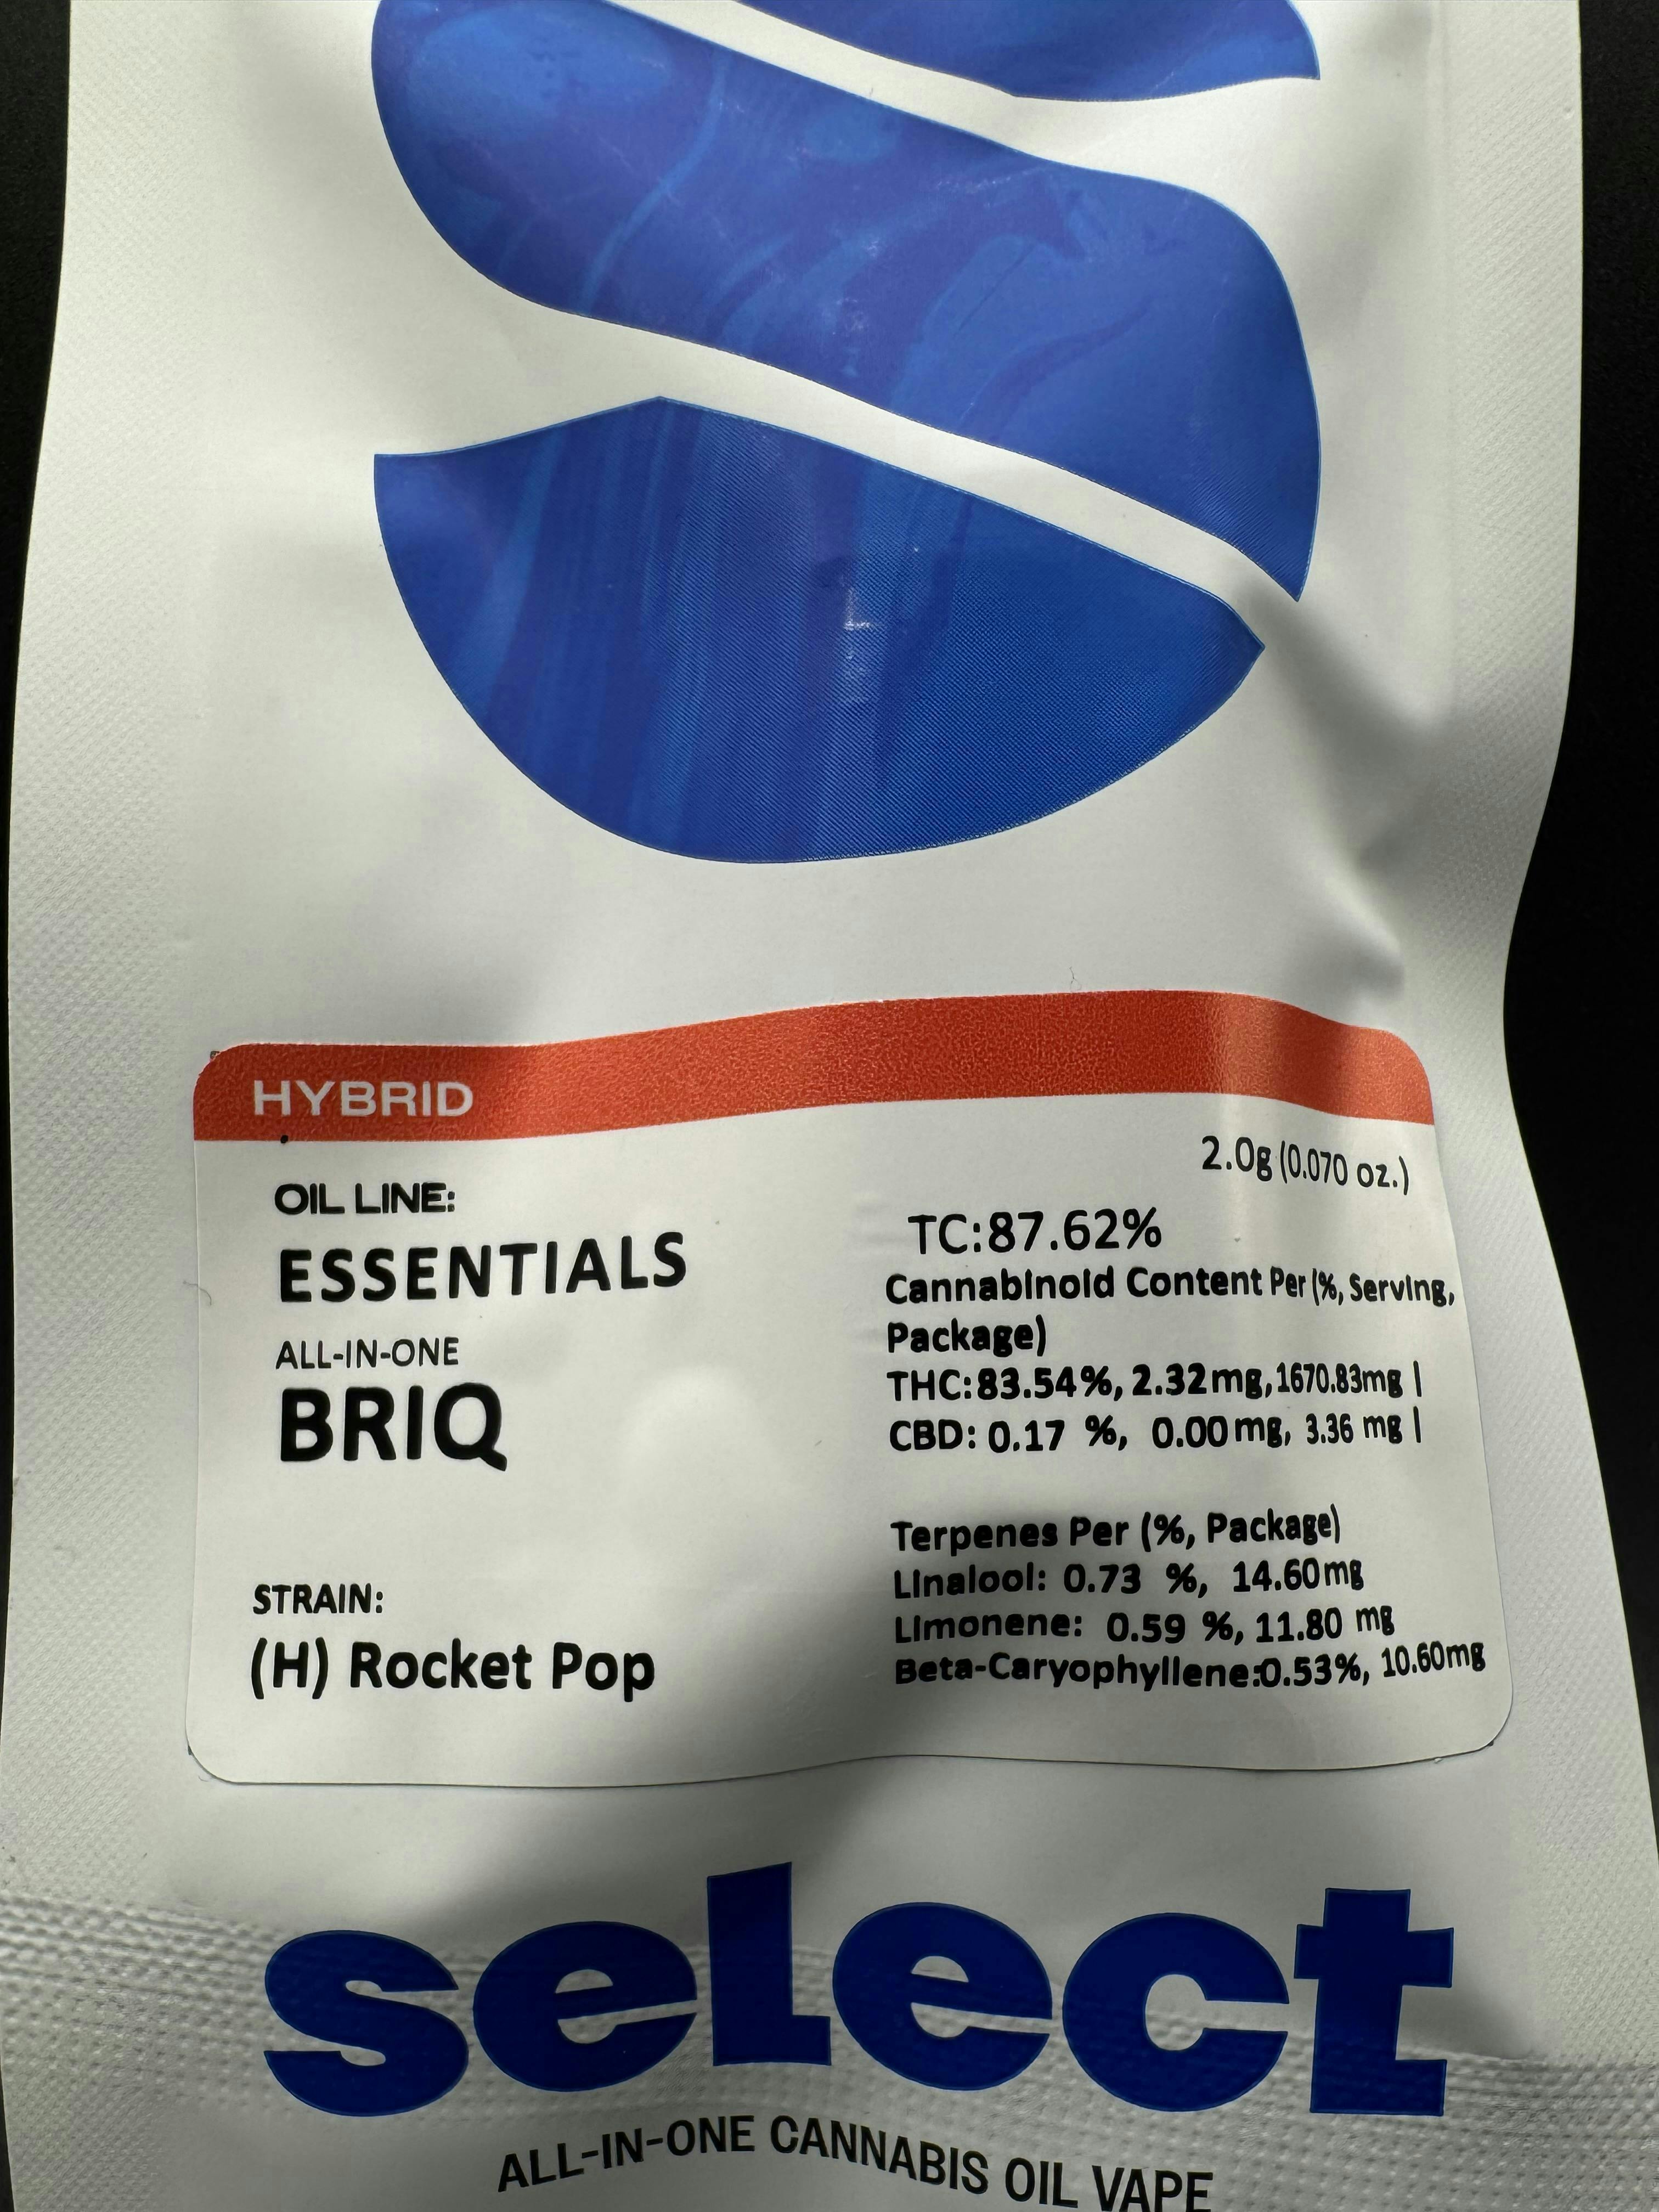 HYBRID
2.0g (0.070 oz.)
OIL LINE:
ESSENTIALS
ALL-IN-ONE
BRIQ
STRAIN:
(H) Rocket Pop
TC:87.62%
Cannabinoid Content Per (%, Serving,
Package)
THC:83.54%, 2.32mg,1670.83mg |
CBD: 0.17 %, 0.00mg, 3.36 mg |
Terpenes Per (%, Package)
Linalool: 0.73 %, 14.60mg
Limonene: 0.59 %, 11.80 mg
Beta-Caryophyllene:0.53%, 10.60mg
select
ALL-IN-ONE CANNABIS OIL VAPE